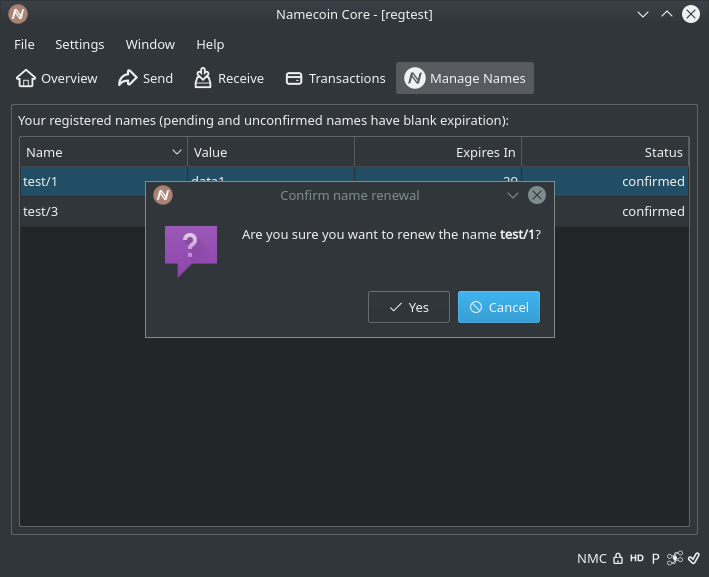 Namecoin Core - [regtest]
File Settings Window Help
Overview Send Receive Transactions Manage Names
Your registered names (pending and unconfirmed names have blank expiration):
Name Value Expires In Status
test/1 data1 confirmed
test/3 confirmed
Confirm name renewal
Are you sure you want to renew the name test/1?
Yes Cancel
NMC HD P